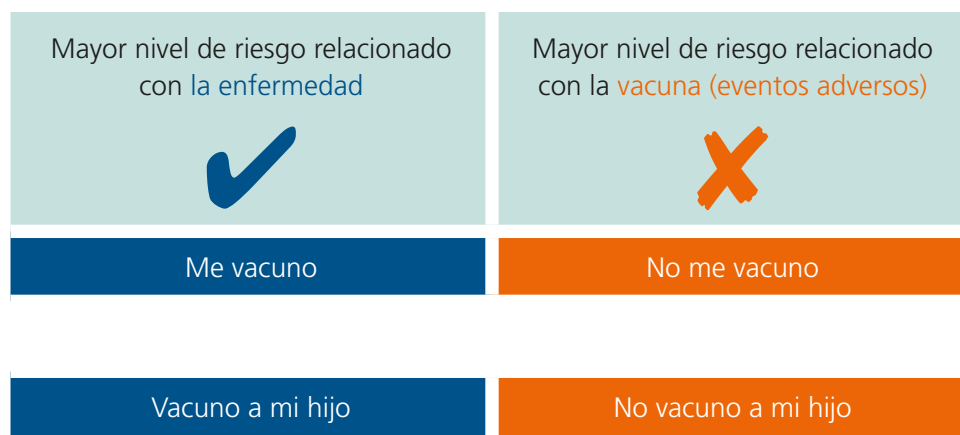 Mayor nivel de riesgo relacionado
con la enfermedad
Mayor nivel de riesgo relacionado
con la vacuna (eventos adversos)
Me vacuno
No me vacuno
Vacuno a mi hijo
No vacuno a mi hijo